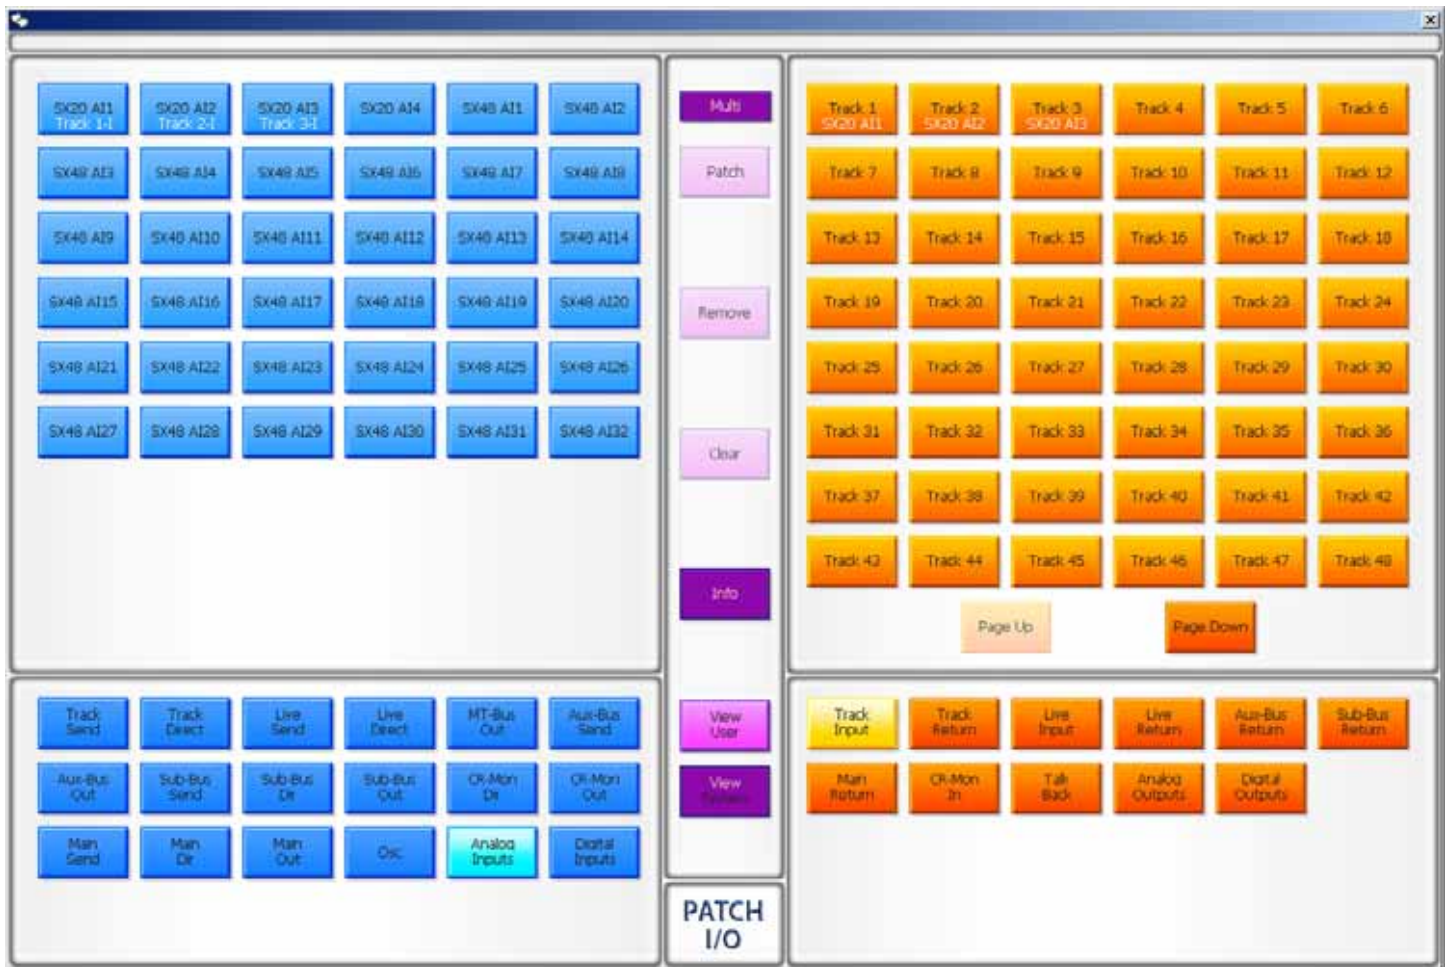 SX20 AI1
Track 1-I
SX20 AI2
Track 2-I
SX20 AI3
Track 3-I
SX20 AI4
SX48 AI1
SX48 AI2
SX48 AI3
SX48 AI4
SX48 AI5
SX48 AI6
SX48 AI7
SX48 AI8
SX48 AI9
SX48 AI10
SX48 AI11
SX48 AI12
SX48 AI13
SX48 AI14
SX48 AI15
SX48 AI16
SX48 AI17
SX48 AI18
SX48 AI19
SX48 AI20
SX48 AI21
SX48 AI22
SX48 AI23
SX48 AI24
SX48 AI25
SX48 AI26
SX48 AI27
SX48 AI28
SX48 AI29
SX48 AI30
SX48 AI31
SX48 AI32
Track
Send
Track
Direct
Live
Send
Live
Direct
MT-Bus
Out
Aux-Bus
Send
Aux-Bus
Out
Sub-Bus
Send
Sub-Bus
Dir
Sub-Bus
Out
CR-Mon
Dir
CR-Mon
Out
Main
Send
Main
Dir
Main
Out
Osc
Analog
Inputs
Digital
Inputs
Multi
Patch
Remove
Clear
Info
View
User
View
PATCH
I/O
Track 1
SX20 AI1
Track 2
SX20 AI2
Track 3
SX20 AI3
Track 4
Track 5
Track 6
Track 7
Track 8
Track 9
Track 10
Track 11
Track 12
Track 13
Track 14
Track 15
Track 16
Track 17
Track 18
Track 19
Track 20
Track 21
Track 22
Track 23
Track 24
Track 25
Track 26
Track 27
Track 28
Track 29
Track 30
Track 31
Track 32
Track 33
Track 34
Track 35
Track 36
Track 37
Track 38
Track 39
Track 40
Track 41
Track 42
Track 43
Track 44
Track 45
Track 46
Track 47
Track 48
Page Up
Page Down
Track
Input
Track
Return
Live
Input
Live
Return
Aux-Bus
Return
Sub-Bus
Return
Main
Return
CR-Mon
In
Talk
Back
Analog
Outputs
Digital
Outputs